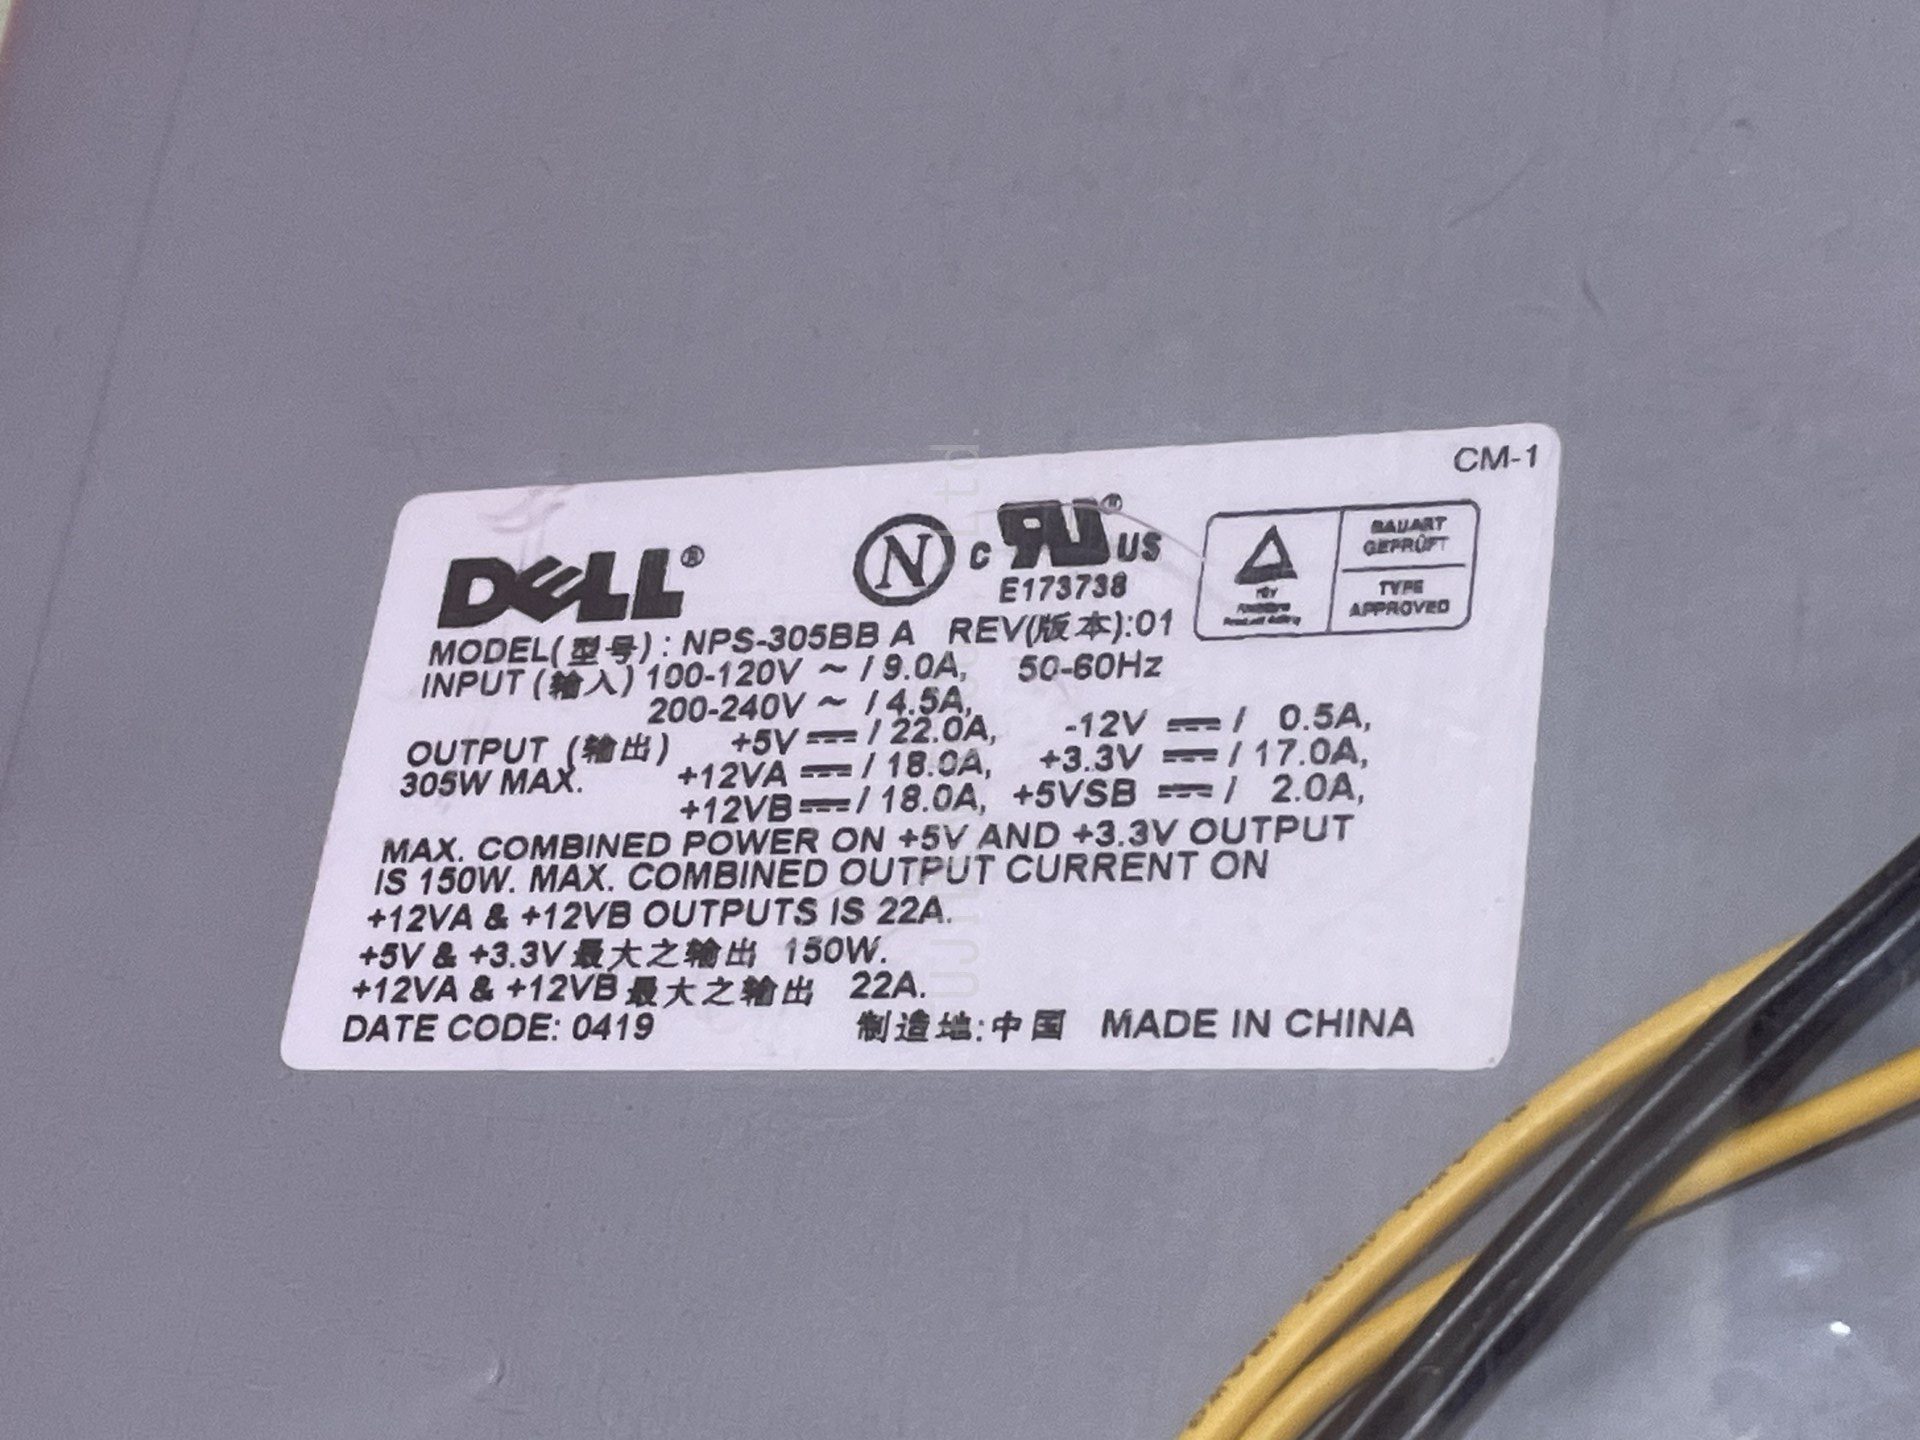 CM-1
DELL®
N
c UR® US
E173738
BAUART
GEPRÜFT
TYPE
APPROVED
MODEL(型号) : NPS-305BB A REV(版本):01
INPUT (输入) 100-120V ~ / 9.0A, 50-60Hz
200-240V ~ / 4.5A,
OUTPUT (输出) +5V ⎓ / 22.0A, -12V ⎓ / 0.5A,
305W MAX. +12VA ⎓ / 18.0A, +3.3V ⎓ / 17.0A,
+12VB ⎓ / 18.0A, +5VSB ⎓ / 2.0A,
MAX. COMBINED POWER ON +5V AND +3.3V OUTPUT
IS 150W. MAX. COMBINED OUTPUT CURRENT ON
+12VA & +12VB OUTPUTS IS 22A.
+5V & +3.3V 最大之输出 150W.
+12VA & +12VB 最大之输出 22A.
DATE CODE: 0419 制造地:中国 MADE IN CHINA